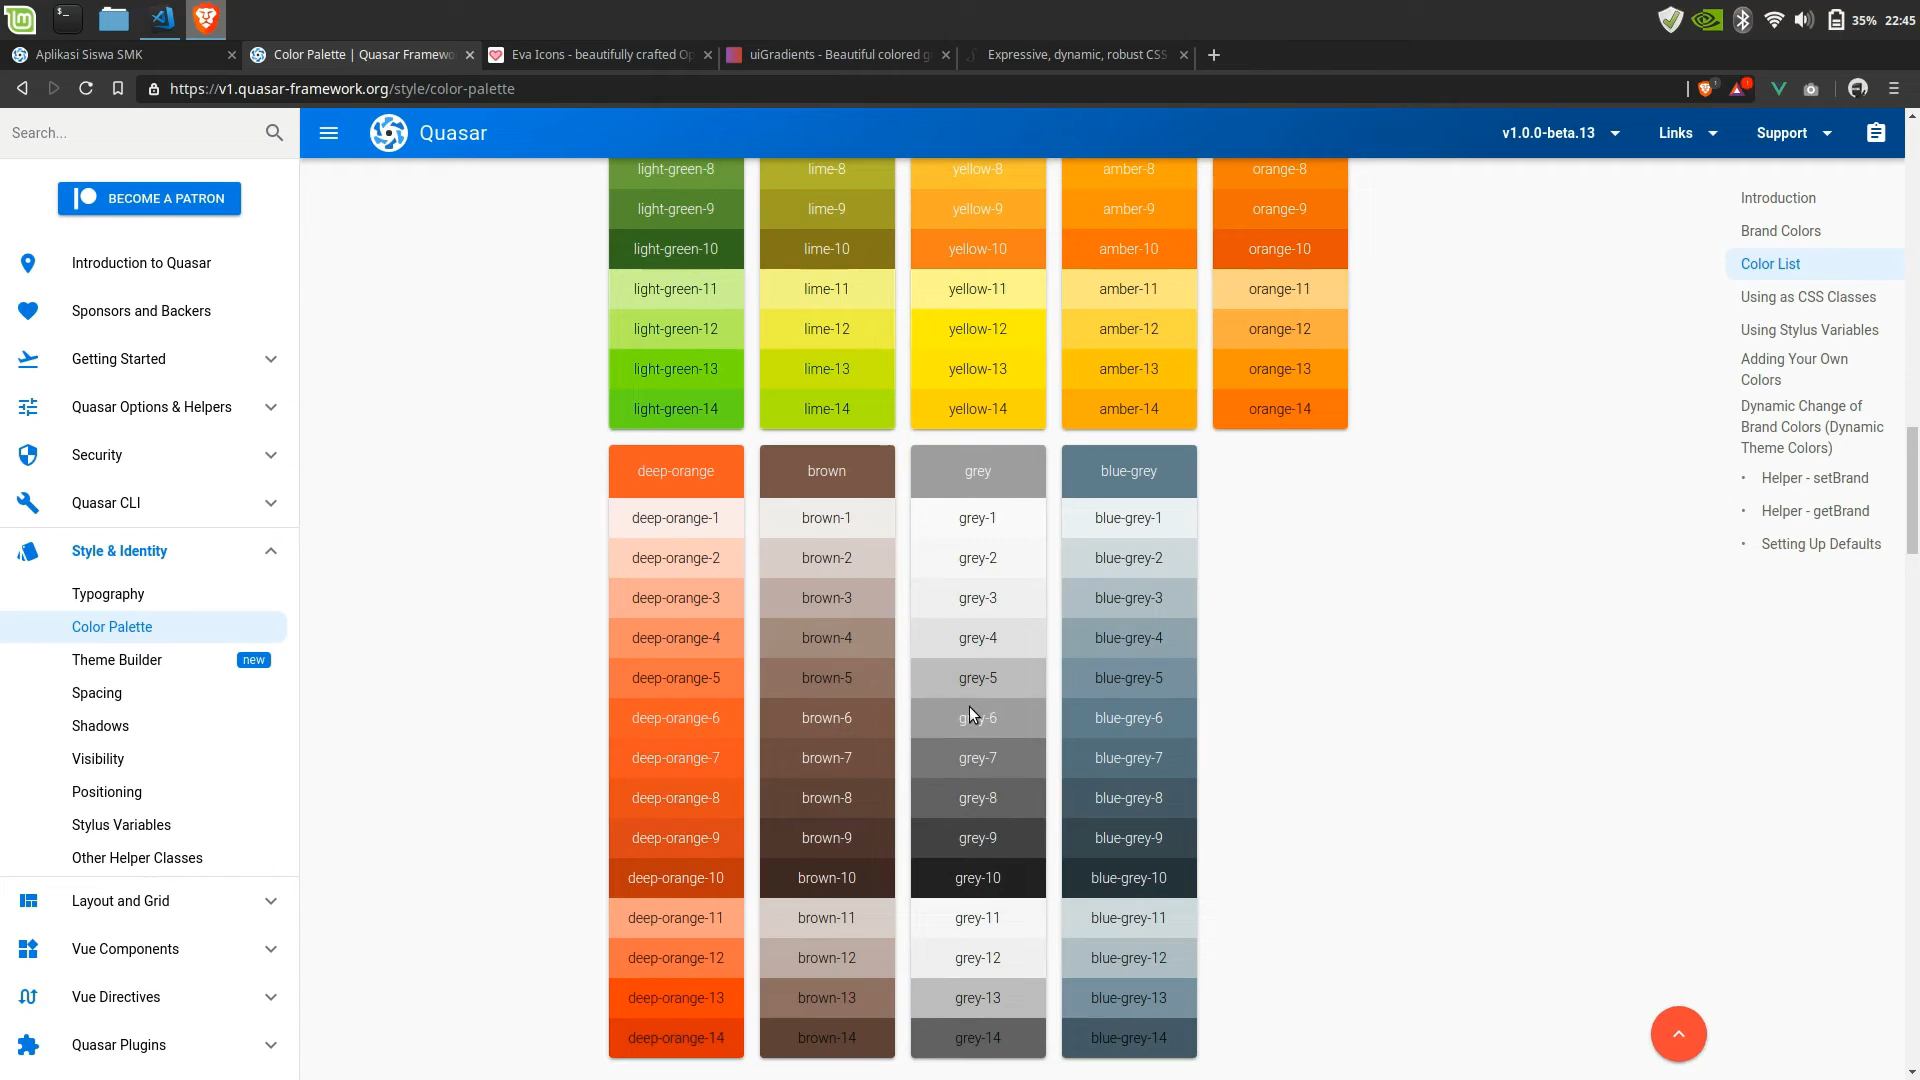 35% 22:45
Aplikasi Siswa SMK
Color Palette | Quasar Framewo
Eva Icons - beautifully crafted Op
uiGradients - Beautiful colored g
Expressive, dynamic, robust CSS
https://v1.quasar-framework.org/style/color-palette
Search...
Quasar
v1.0.0-beta.13
Links
Support
BECOME A PATRON
Introduction to Quasar
Sponsors and Backers
Getting Started
Quasar Options & Helpers
Security
Quasar CLI
Style & Identity
Typography
Color Palette
Theme Builder new
Spacing
Shadows
Visibility
Positioning
Stylus Variables
Other Helper Classes
Layout and Grid
Vue Components
Vue Directives
Quasar Plugins
light-green-8 lime-8 yellow-8 amber-8 orange-8
light-green-9 lime-9 yellow-9 amber-9 orange-9
light-green-10 lime-10 yellow-10 amber-10 orange-10
light-green-11 lime-11 yellow-11 amber-11 orange-11
light-green-12 lime-12 yellow-12 amber-12 orange-12
light-green-13 lime-13 yellow-13 amber-13 orange-13
light-green-14 lime-14 yellow-14 amber-14 orange-14
deep-orange brown grey blue-grey
deep-orange-1 brown-1 grey-1 blue-grey-1
deep-orange-2 brown-2 grey-2 blue-grey-2
deep-orange-3 brown-3 grey-3 blue-grey-3
deep-orange-4 brown-4 grey-4 blue-grey-4
deep-orange-5 brown-5 grey-5 blue-grey-5
deep-orange-6 brown-6 grey-6 blue-grey-6
deep-orange-7 brown-7 grey-7 blue-grey-7
deep-orange-8 brown-8 grey-8 blue-grey-8
deep-orange-9 brown-9 grey-9 blue-grey-9
deep-orange-10 brown-10 grey-10 blue-grey-10
deep-orange-11 brown-11 grey-11 blue-grey-11
deep-orange-12 brown-12 grey-12 blue-grey-12
deep-orange-13 brown-13 grey-13 blue-grey-13
deep-orange-14 brown-14 grey-14 blue-grey-14
Introduction
Brand Colors
Color List
Using as CSS Classes
Using Stylus Variables
Adding Your Own
Colors
Dynamic Change of
Brand Colors (Dynamic
Theme Colors)
• Helper - setBrand
• Helper - getBrand
• Setting Up Defaults